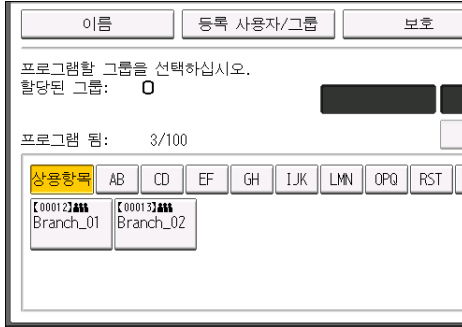 이름 등록 사용자/그룹 보호
프로그램할 그룹을 선택하십시오.
할당된 그룹: 0
프로그램 됨: 3/100
상용항목 AB CD EF GH IJK LMN OPQ RST
【00012】 【00013】
Branch_01 Branch_02